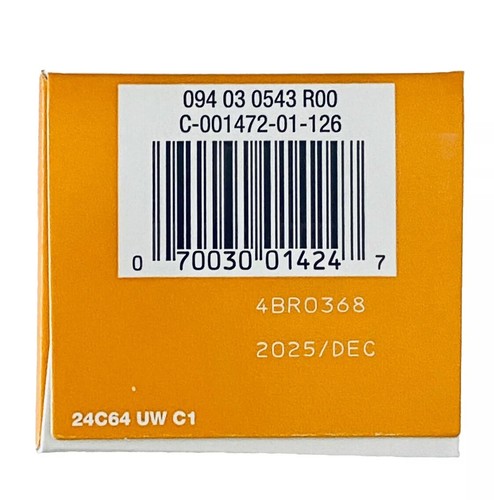 094 03 0543 R00
C-001472-01-126
0 70030 01424 7
4BR0368
2025/DEC
24C64 UW C1